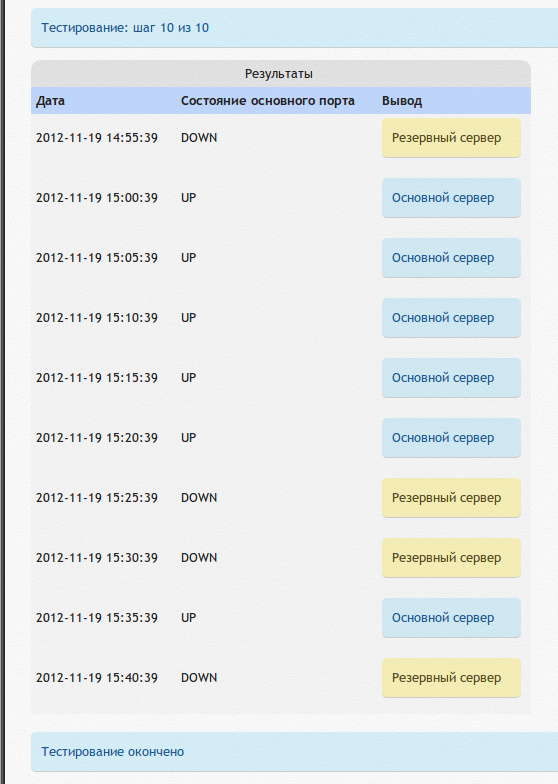 Тестирование: шаг 10 из 10
Результаты
Дата Состояние основного порта Вывод
2012-11-19 14:55:39 DOWN Резервный сервер
2012-11-19 15:00:39 UP Основной сервер
2012-11-19 15:05:39 UP Основной сервер
2012-11-19 15:10:39 UP Основной сервер
2012-11-19 15:15:39 UP Основной сервер
2012-11-19 15:20:39 UP Основной сервер
2012-11-19 15:25:39 DOWN Резервный сервер
2012-11-19 15:30:39 DOWN Резервный сервер
2012-11-19 15:35:39 UP Основной сервер
2012-11-19 15:40:39 DOWN Резервный сервер
Тестирование окончено